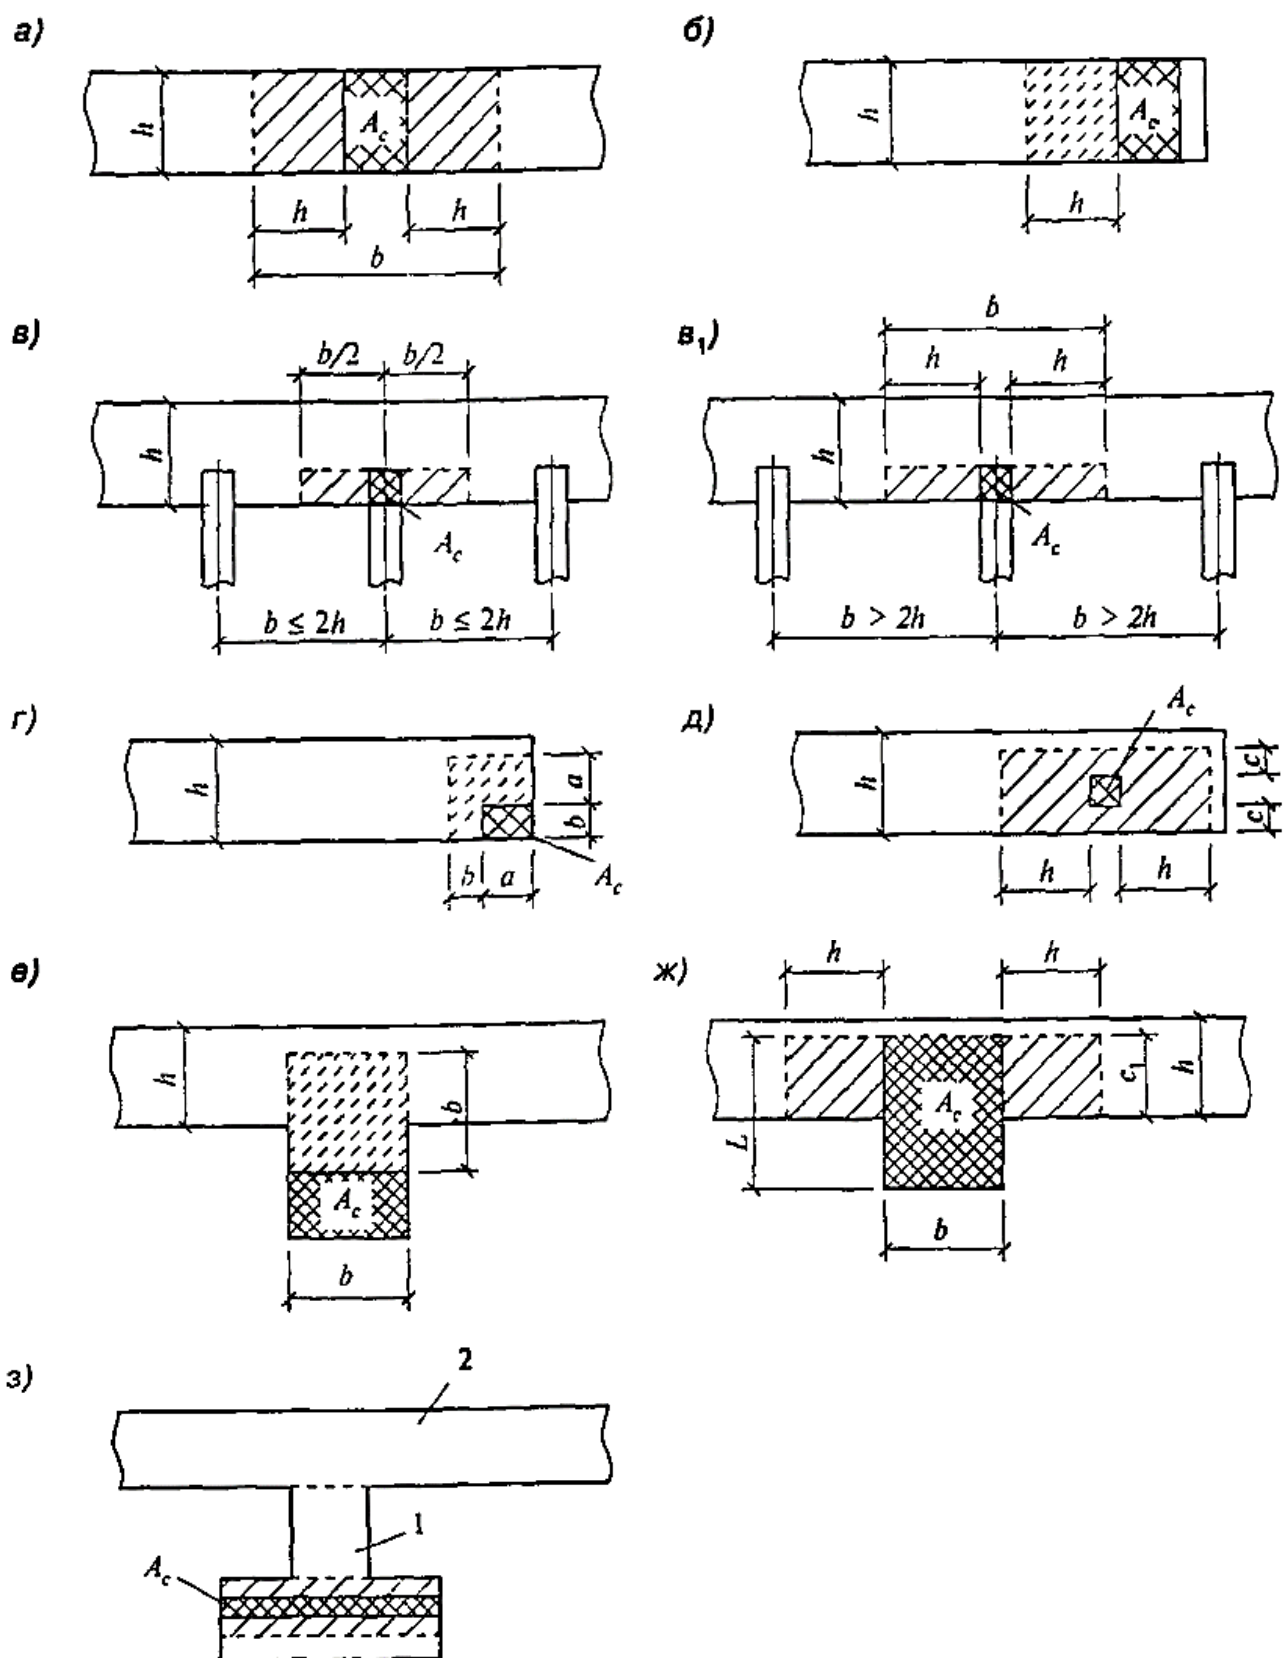 а)
h
A_c
h
h
b
б)
h
A_c
h
в)
b/2
b/2
h
A_c
b ≤ 2h
b ≤ 2h
в₁)
b
h
h
h
A_c
b > 2h
b > 2h
г)
h
a
b
b
a
A_c
д)
A_c
h
c
c
h
h
е)
h
b
A_c
b
ж)
h
h
A_c
c₁
h
L
b
з)
2
1
A_c